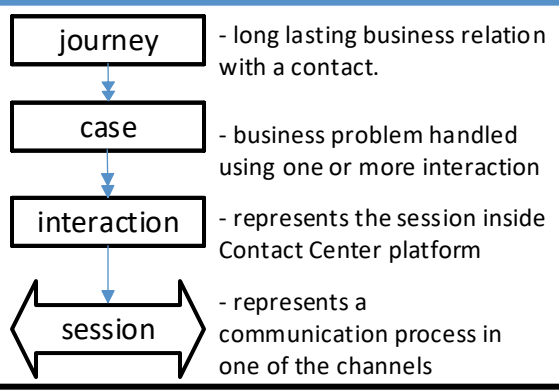 journey
- long lasting business relation
with a contact.
case
- business problem handled
using one or more interaction
interaction
- represents the session inside
Contact Center platform
session
- represents a
communication process in
one of the channels